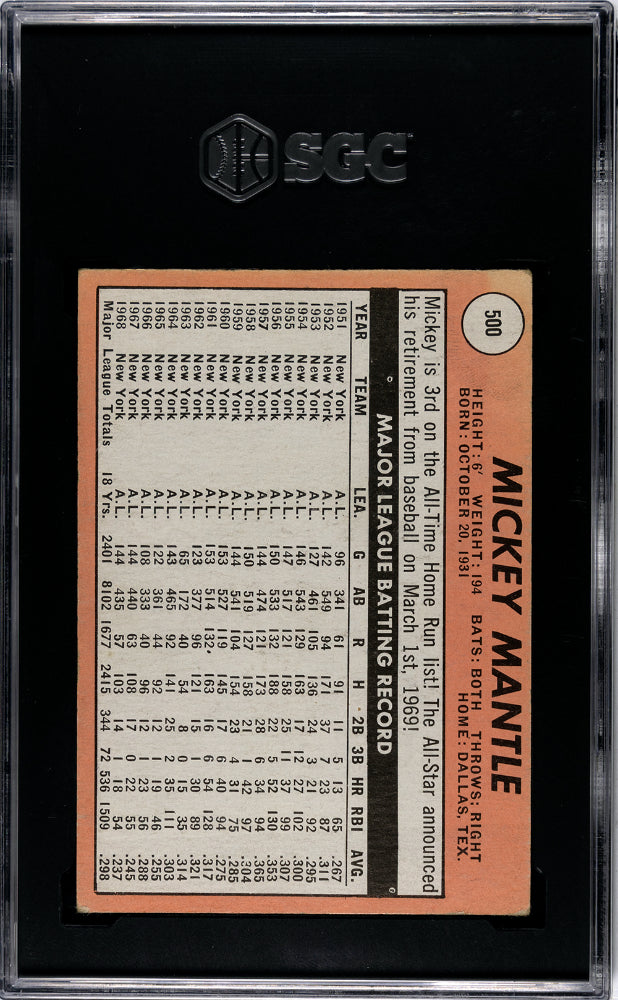 SGC
500
MICKEY MANTLE
HEIGHT: 6' WEIGHT: 194 BATS: BOTH THROWS: RIGHT
BORN: OCTOBER 20, 1931 HOME: DALLAS, TEX.
Mickey is 3rd on the All-Time Home Run list! The All-Star announced
his retirement from baseball on March 1st, 1969!
MAJOR LEAGUE BATTING RECORD
YEAR TEAM LEA. G AB R H 2B 3B HR RBI AVG.
1951 New York A.L. 96 341 61 91 11 5 13 65 .267
1952 New York A.L. 142 549 94 171 37 7 23 87 .311
1953 New York A.L. 127 461 105 136 24 3 21 92 .295
1954 New York A.L. 146 543 129 163 17 12 27 102 .300
1955 New York A.L. 147 517 121 158 25 11 37 99 .307
1956 New York A.L. 150 533 132 188 22 5 52 130 .353
1957 New York A.L. 144 474 121 173 28 6 34 94 .365
1958 New York A.L. 150 519 127 158 21 1 42 97 .304
1959 New York A.L. 144 541 104 154 23 4 31 75 .285
1960 New York A.L. 153 527 119 145 17 6 40 94 .275
1961 New York A.L. 153 514 132 163 16 6 54 128 .317
1962 New York A.L. 123 377 96 121 15 1 30 89 .321
1963 New York A.L. 65 172 40 54 8 0 15 35 .314
1964 New York A.L. 143 465 92 141 25 2 35 111 .303
1965 New York A.L. 122 361 44 92 12 1 19 46 .255
1966 New York A.L. 108 333 40 96 12 1 23 56 .288
1967 New York A.L. 144 440 63 108 17 0 22 55 .245
1968 New York A.L. 144 435 57 103 14 1 18 54 .237
Major League Totals 18 Yrs. 2401 8102 1677 2415 344 72 536 1509 .298